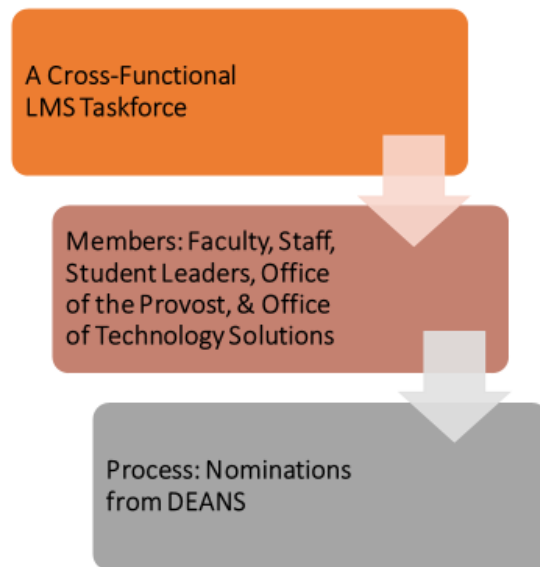 A Cross-Functional
LMS Taskforce
Members: Faculty, Staff,
Student Leaders, Office
of the Provost, & Office
of Technology Solutions
Process: Nominations
from DEANS